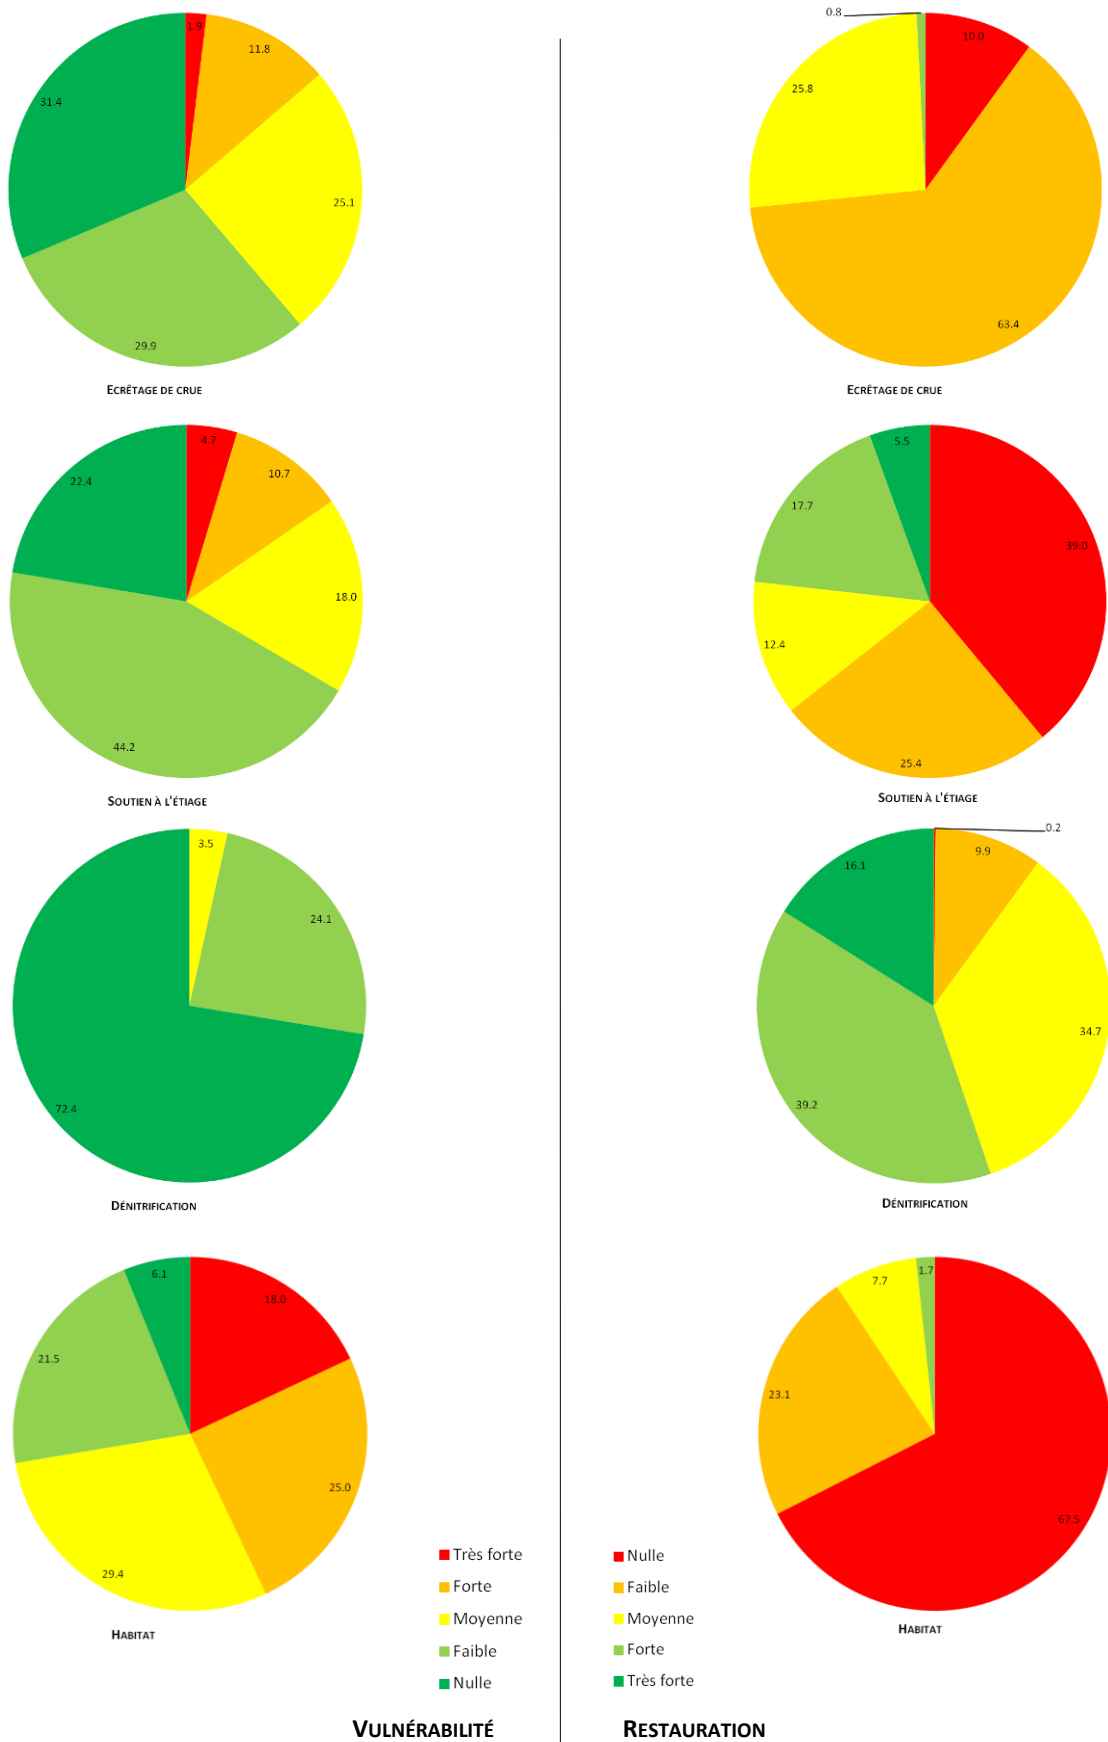 1.9
11.8
31.4
25.1
29.9
ECRÊTAGE DE CRUE
4.7
10.7
22.4
18.0
44.2
SOUTIEN À L'ÉTIAGE
3.5
24.1
72.4
DÉNITRIFICATION
6.1
18.0
21.5
25.0
29.4
HABITAT
Très forte
Forte
Moyenne
Faible
Nulle
VULNÉRABILITÉ
0.8
10.0
25.8
63.4
ECRÊTAGE DE CRUE
5.5
17.7
39.0
12.4
25.4
SOUTIEN À L'ÉTIAGE
0.2
9.9
16.1
34.7
39.2
DÉNITRIFICATION
1.7
7.7
23.1
67.5
HABITAT
Nulle
Faible
Moyenne
Forte
Très forte
RESTAURATION